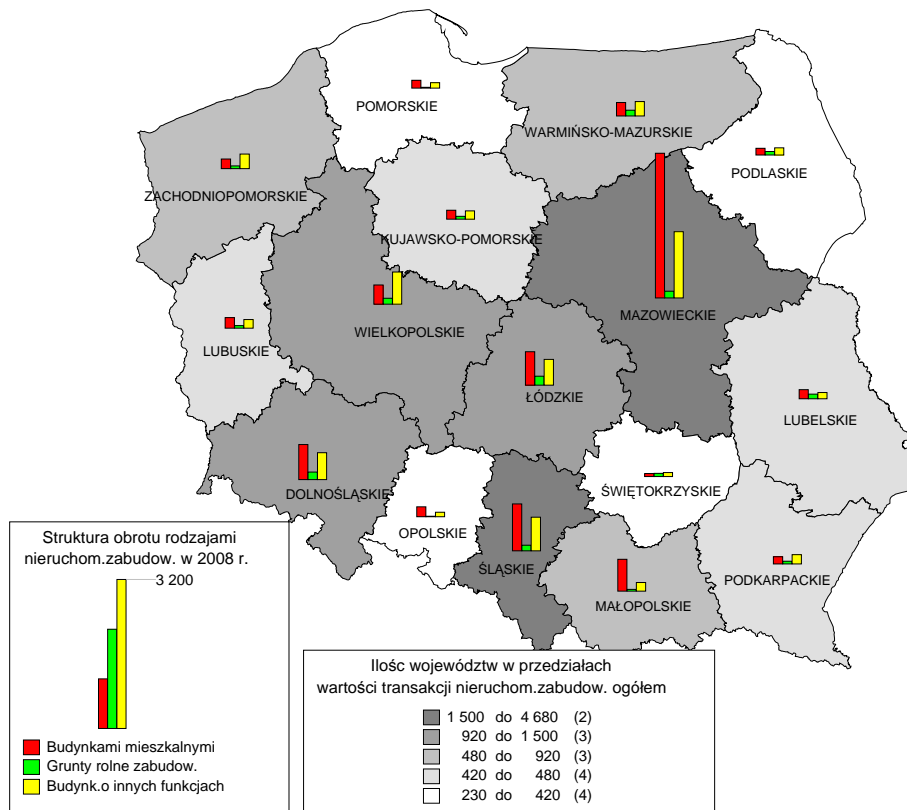 POMORSKIE
WARMIŃSKO-MAZURSKIE
PODLASKIE
ZACHODNIOPOMORSKIE
KUJAWSKO-POMORSKIE
MAZOWIECKIE
WIELKOPOLSKIE
LUBUSKIE
ŁÓDZKIE
LUBELSKIE
DOLNOŚLĄSKIE
ŚWIĘTOKRZYSKIE
OPOLSKIE
ŚLĄSKIE
PODKARPACKIE
MAŁOPOLSKIE
Struktura obrotu rodzajami
nieruchom.zabudow. w 2008 r.
3 200
Budynkami mieszkalnymi
Grunty rolne zabudow.
Budynk.o innych funkcjach
Ilośc województw w przedziałach
wartości transakcji nieruchom.zabudow. ogółem
1 500 do 4 680 (2)
920 do 1 500 (3)
480 do 920 (3)
420 do 480 (4)
230 do 420 (4)